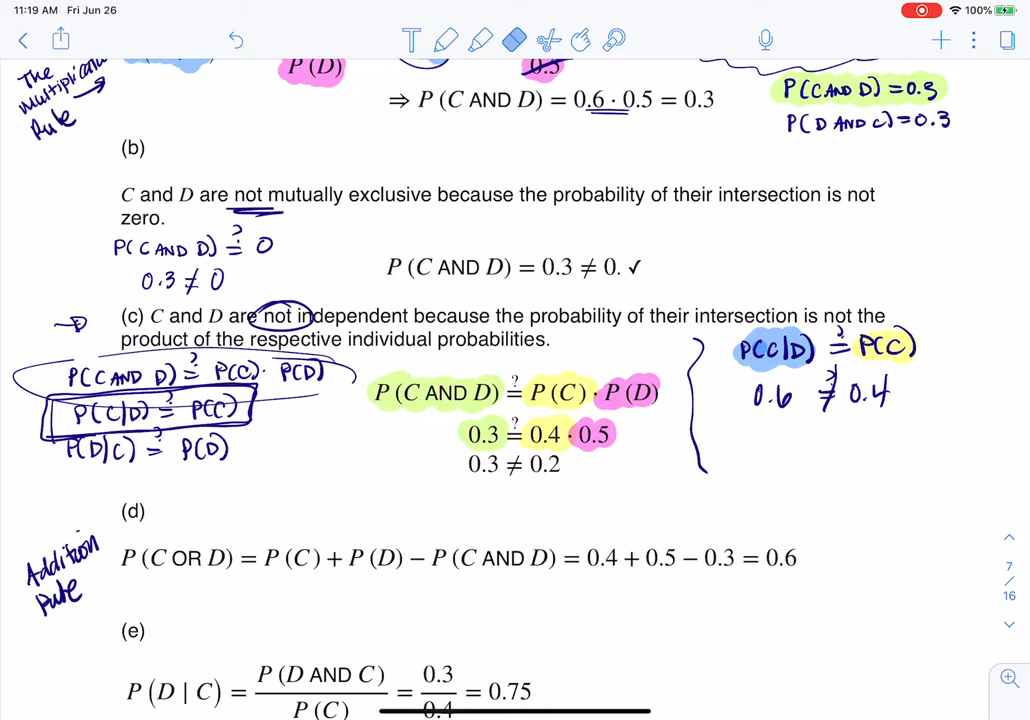 11:19 AM Fri Jun 26
100%
The
Multiplication
Rule
P (D)
0.5
⇒ P (C AND D) = 0.6 · 0.5 = 0.3
P(C AND D) = 0.3
P(D AND C) = 0.3
(b)
C and D are not mutually exclusive because the probability of their intersection is not
zero.
P(C AND D) ≟ 0
0.3 ≠ 0
P (C AND D) = 0.3 ≠ 0. ✓
(c) C and D are not independent because the probability of their intersection is not the
product of the respective individual probabilities.
P(C AND D) ≟ P(C) · P(D)
P(C|D) ≟ P(C)
P(D|C) ≟ P(D)
P (C AND D) ≟ P (C) · P (D)
0.3 ≟ 0.4 · 0.5
0.3 ≠ 0.2
P(C|D) ≟ P(C)
0.6 ≠ 0.4
(d)
Addition
Rule
P (C OR D) = P (C) + P (D) − P (C AND D) = 0.4 + 0.5 − 0.3 = 0.6
7
/
16
(e)
P (D | C) = P (D AND C) / P (C) = 0.3 / 0.4 = 0.75